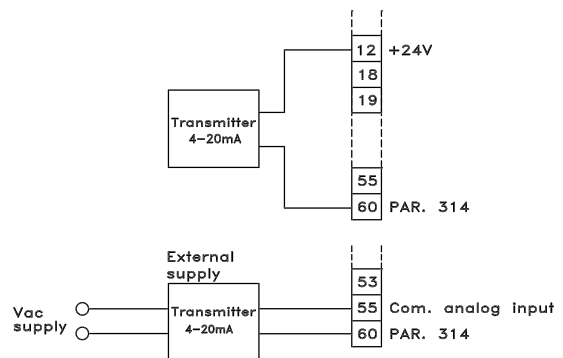 12 +24V
18
19
Transmitter
4-20mA
55
60 PAR. 314
External
supply
53
Vac
supply
Transmitter
4-20mA
55 Com. analog input
60 PAR. 314